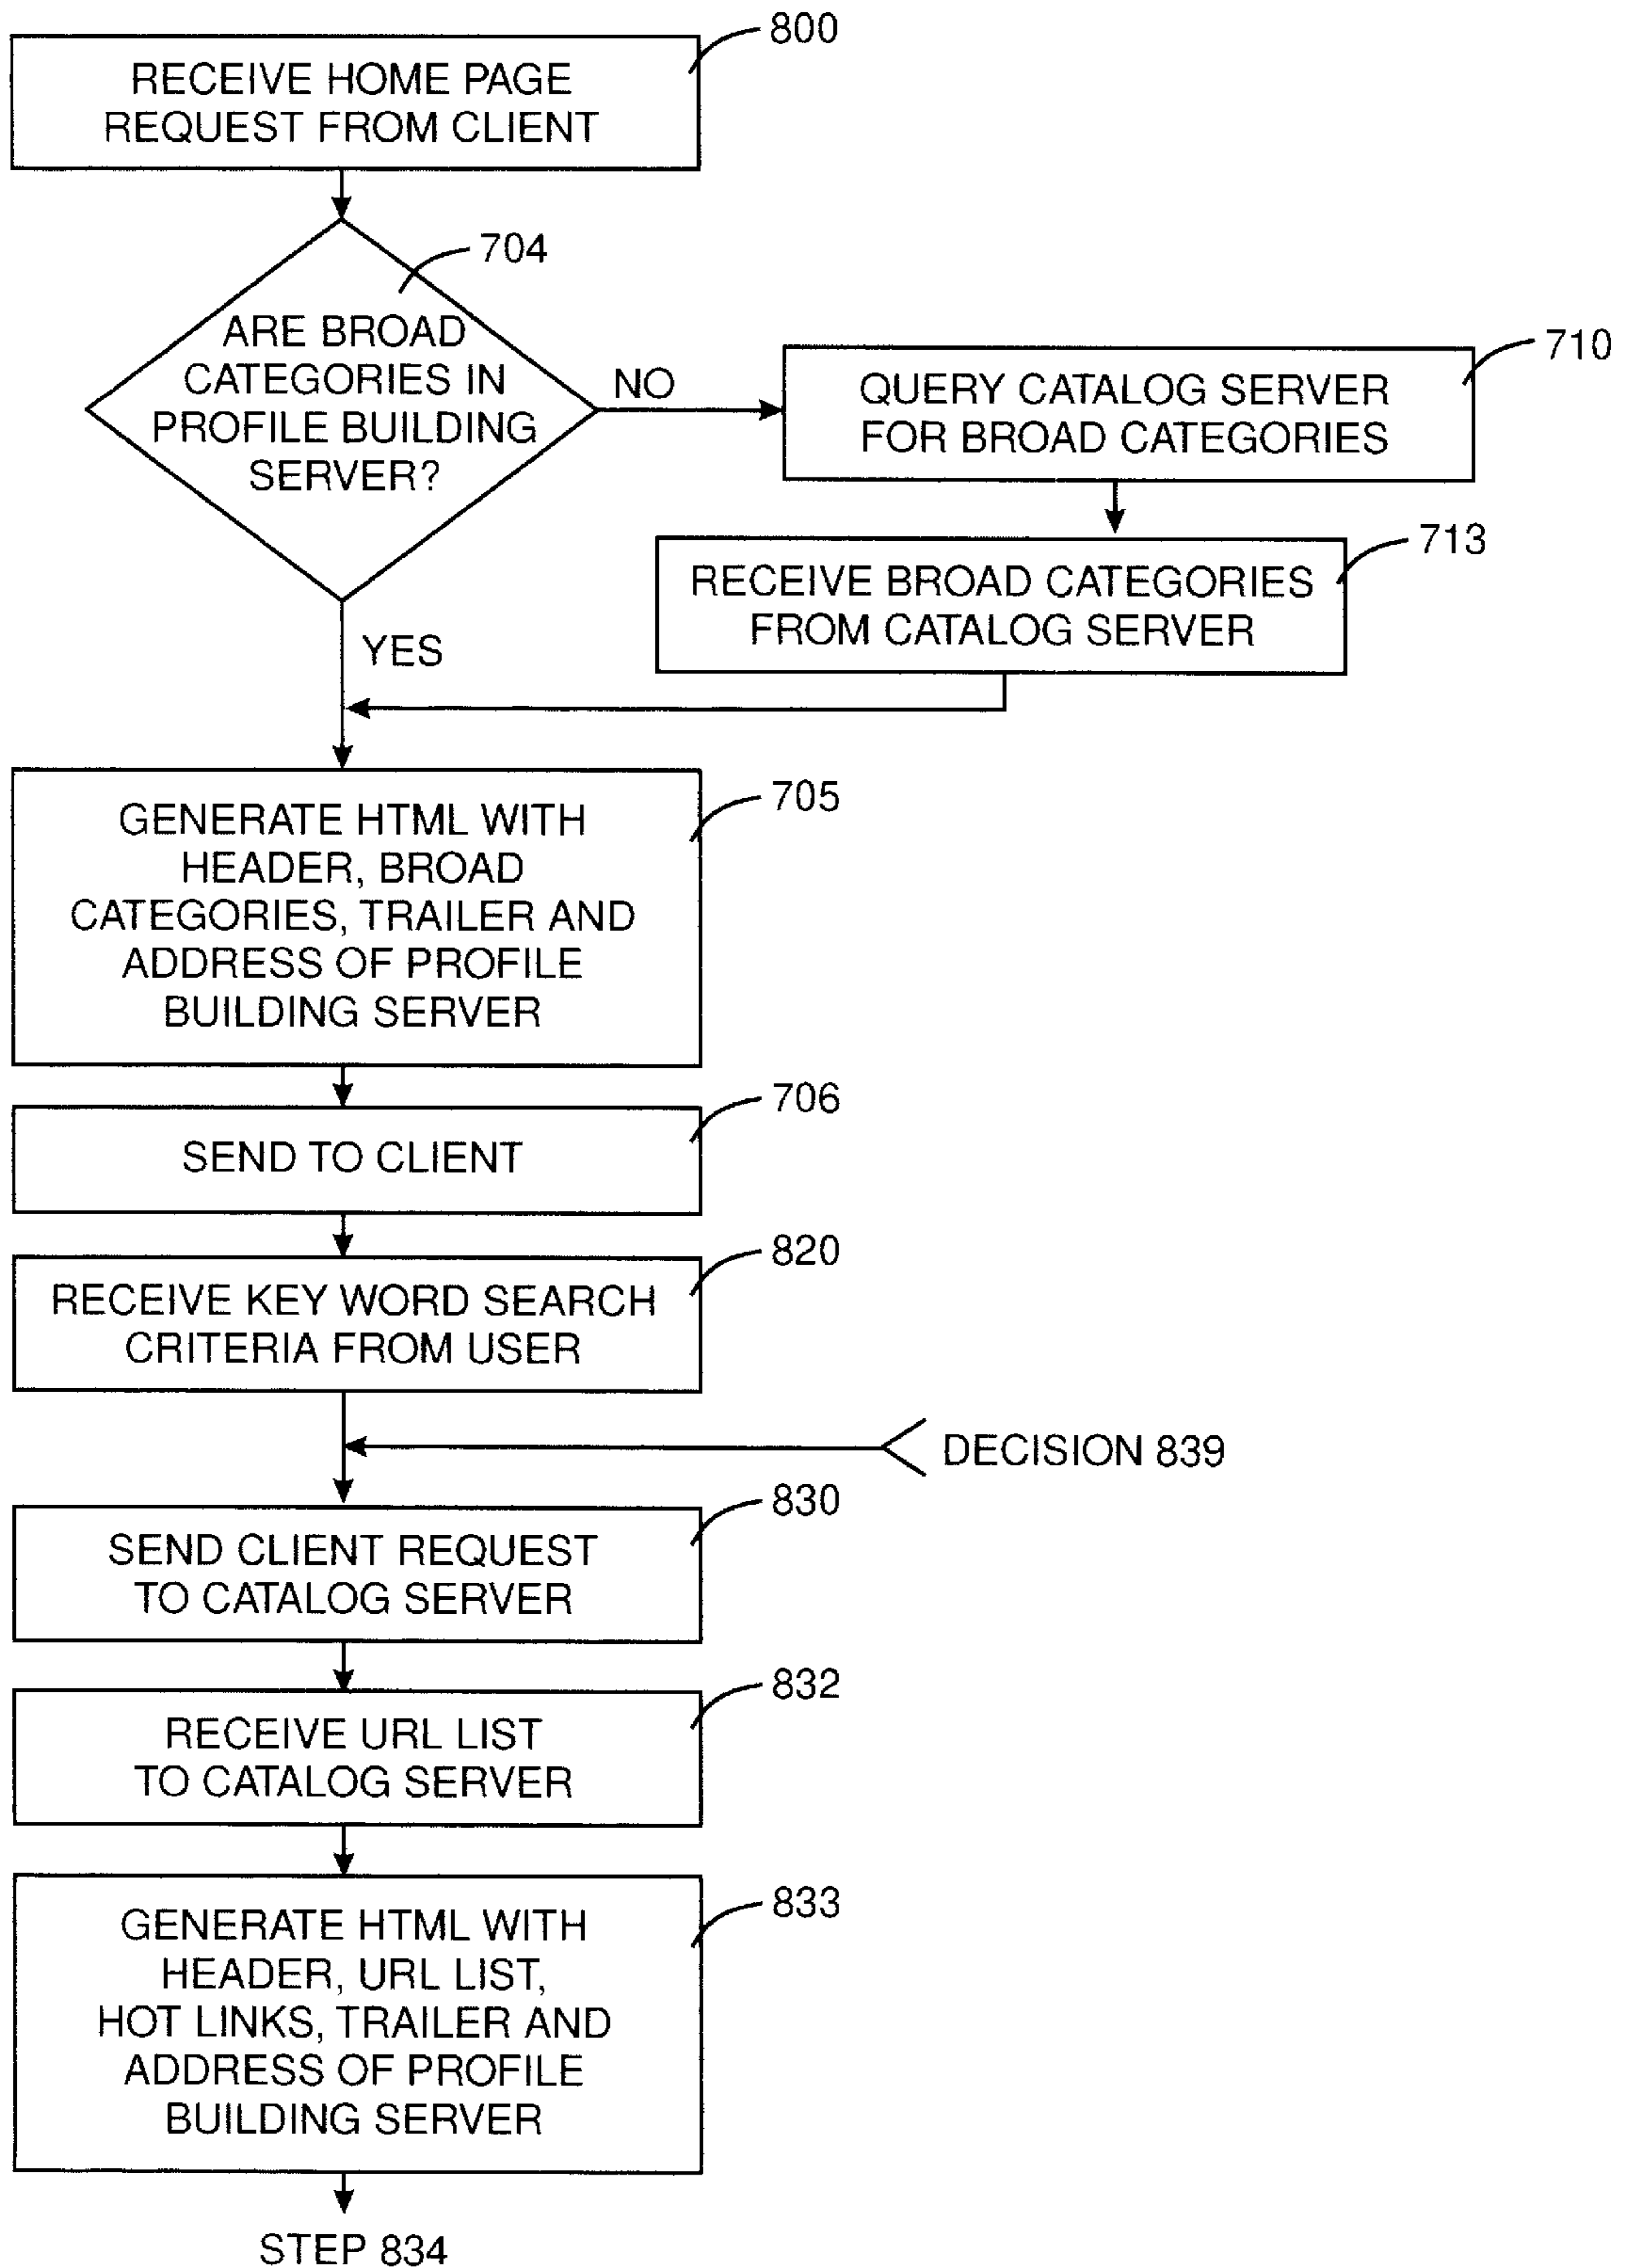 800
RECEIVE HOME PAGE
REQUEST FROM CLIENT
704
ARE BROAD
CATEGORIES IN
PROFILE BUILDING
SERVER?
NO
710
QUERY CATALOG SERVER
FOR BROAD CATEGORIES
713
RECEIVE BROAD CATEGORIES
FROM CATALOG SERVER
YES
705
GENERATE HTML WITH
HEADER, BROAD
CATEGORIES, TRAILER AND
ADDRESS OF PROFILE
BUILDING SERVER
706
SEND TO CLIENT
820
RECEIVE KEY WORD SEARCH
CRITERIA FROM USER
DECISION 839
830
SEND CLIENT REQUEST
TO CATALOG SERVER
832
RECEIVE URL LIST
TO CATALOG SERVER
833
GENERATE HTML WITH
HEADER, URL LIST,
HOT LINKS, TRAILER AND
ADDRESS OF PROFILE
BUILDING SERVER
STEP 834